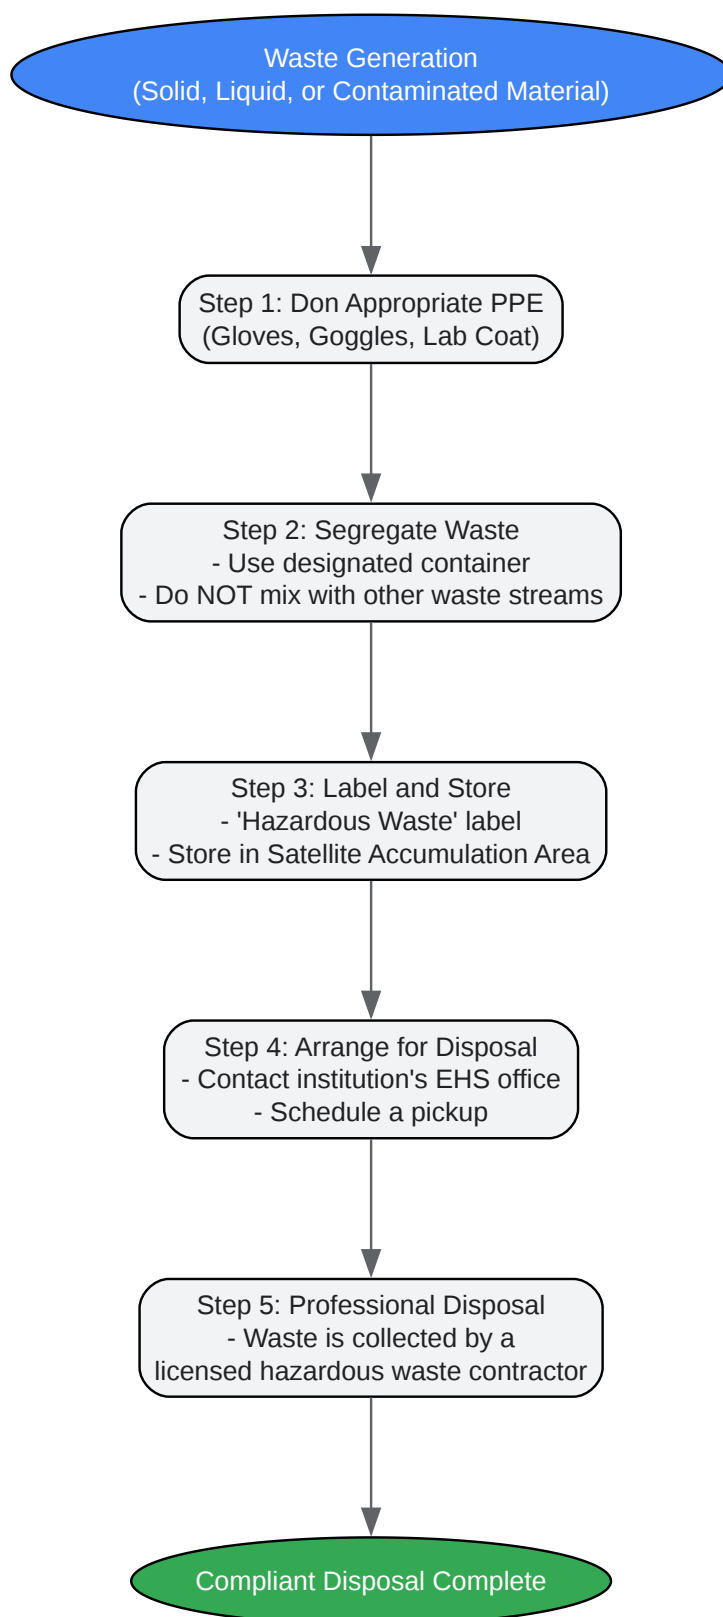 Waste Generation
(Solid, Liquid, or Contaminated Material)
Step 1: Don Appropriate PPE
(Gloves, Goggles, Lab Coat)
Step 2: Segregate Waste
- Use designated container
- Do NOT mix with other waste streams
Step 3: Label and Store
- 'Hazardous Waste' label
- Store in Satellite Accumulation Area
Step 4: Arrange for Disposal
- Contact institution's EHS office
- Schedule a pickup
Step 5: Professional Disposal
- Waste is collected by a
licensed hazardous waste contractor
Compliant Disposal Complete